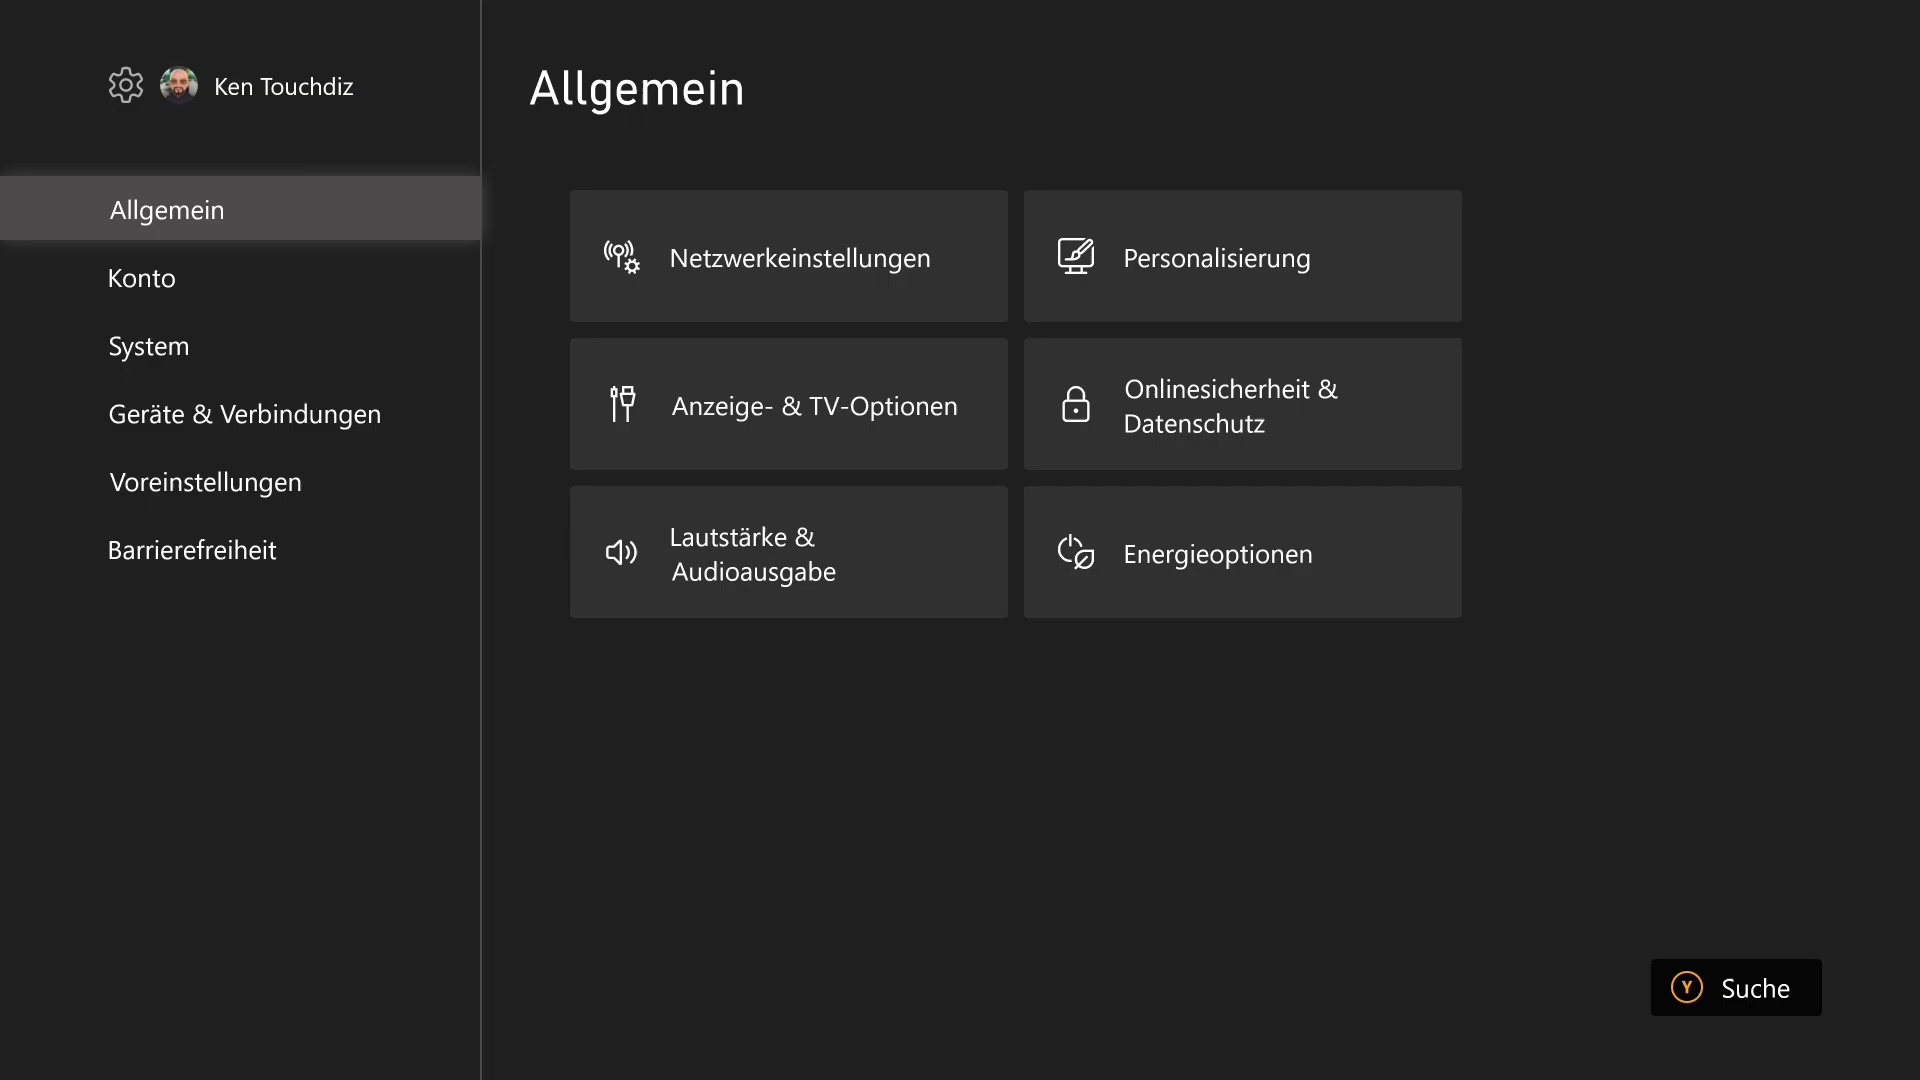 Ken Touchdiz
Allgemein
Konto
System
Geräte & Verbindungen
Voreinstellungen
Barrierefreiheit
Allgemein
Netzwerkeinstellungen
Personalisierung
Anzeige- & TV-Optionen
Onlinesicherheit &
Datenschutz
Lautstärke &
Audioausgabe
Energieoptionen
Y Suche